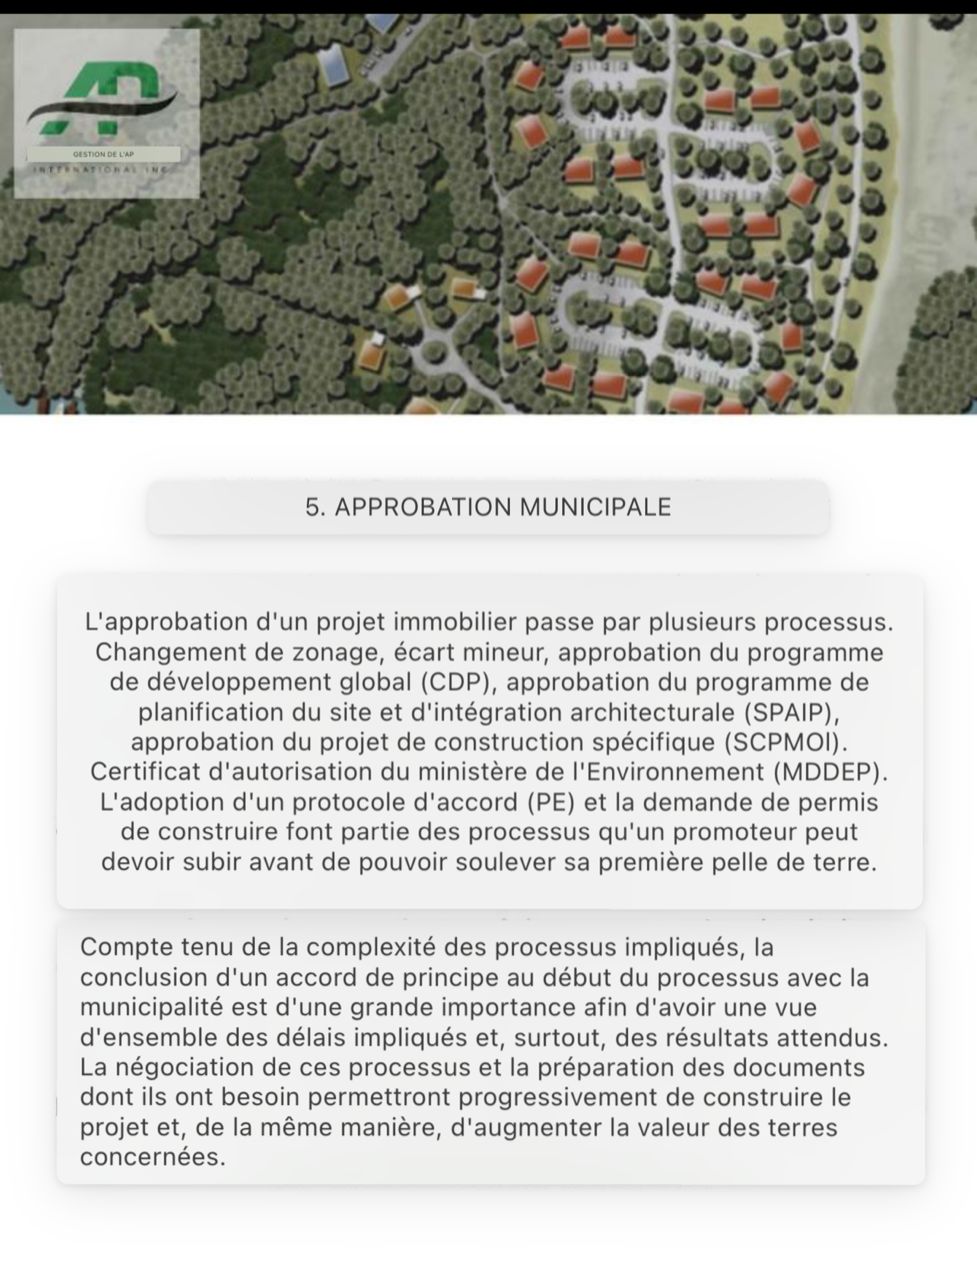 AP
GESTION DE L'AP
INTERNATIONAL INC
5. APPROBATION MUNICIPALE
L'approbation d'un projet immobilier passe par plusieurs processus.
Changement de zonage, écart mineur, approbation du programme
de développement global (CDP), approbation du programme de
planification du site et d'intégration architecturale (SPAIP),
approbation du projet de construction spécifique (SCPMOI).
Certificat d'autorisation du ministère de l'Environnement (MDDEP).
L'adoption d'un protocole d'accord (PE) et la demande de permis
de construire font partie des processus qu'un promoteur peut
devoir subir avant de pouvoir soulever sa première pelle de terre.
Compte tenu de la complexité des processus impliqués, la
conclusion d'un accord de principe au début du processus avec la
municipalité est d'une grande importance afin d'avoir une vue
d'ensemble des délais impliqués et, surtout, des résultats attendus.
La négociation de ces processus et la préparation des documents
dont ils ont besoin permettront progressivement de construire le
projet et, de la même manière, d'augmenter la valeur des terres
concernées.